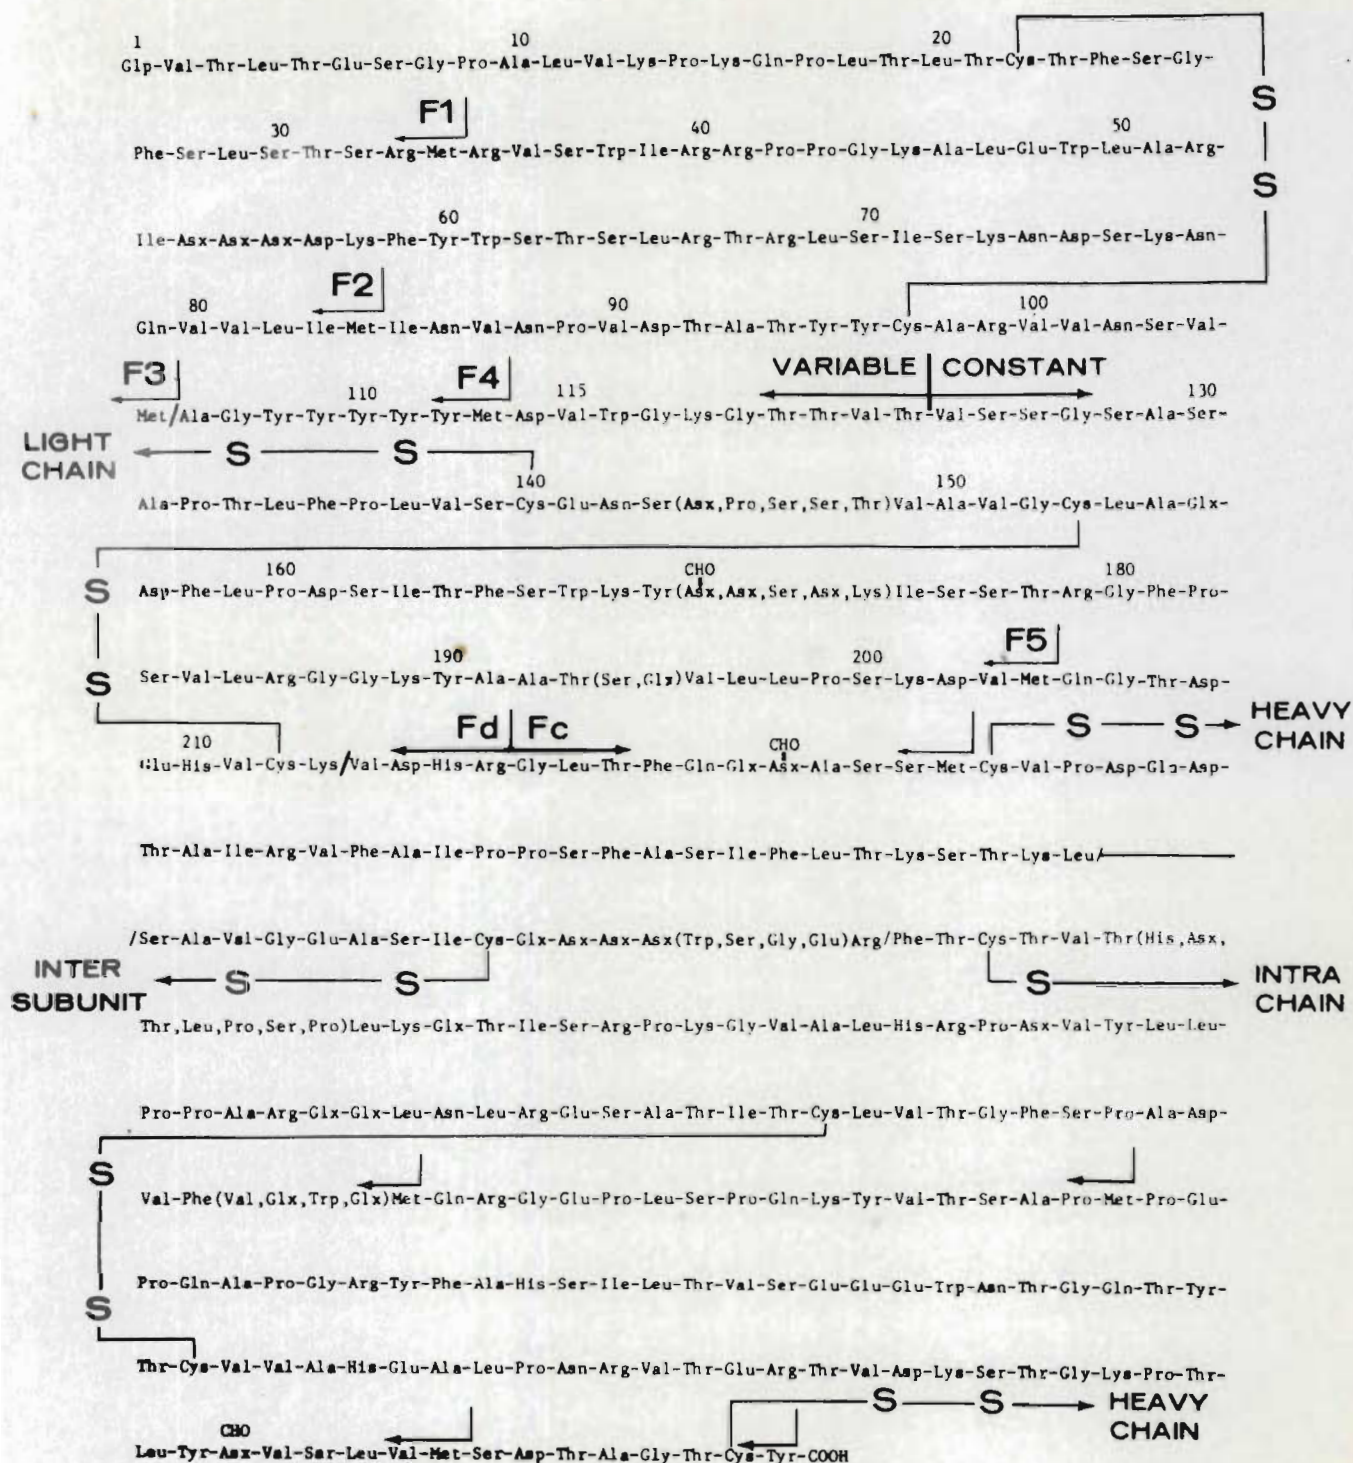 1 10 20
Glp-Val-Thr-Leu-Thr-Glu-Ser-Gly-Pro-Ala-Leu-Val-Lys-Pro-Lys-Gln-Pro-Leu-Thr-Leu-Thr-Cys-Thr-Phe-Ser-Gly-
S
S
F1
30 40 50
Phe-Ser-Leu-Ser-Thr-Ser-Arg-Met-Arg-Val-Ser-Trp-Ile-Arg-Arg-Pro-Pro-Gly-Lys-Ala-Leu-Glu-Trp-Leu-Ala-Arg-
60 70
Ile-Asx-Asx-Asx-Asp-Lys-Phe-Tyr-Trp-Ser-Thr-Ser-Leu-Arg-Thr-Arg-Leu-Ser-Ile-Ser-Lys-Asn-Asp-Ser-Lys-Asn-
F2
80 90 100
Gln-Val-Val-Leu-Ile-Met-Ile-Asn-Val-Asn-Pro-Val-Asp-Thr-Ala-Thr-Tyr-Tyr-Cys-Ala-Arg-Val-Val-Asn-Ser-Val-
F3 F4 VARIABLE CONSTANT
110 115 130
Met/Ala-Gly-Tyr-Tyr-Tyr-Tyr-Tyr-Met-Asp-Val-Trp-Gly-Lys-Gly-Thr-Thr-Val-Thr-Val-Ser-Ser-Gly-Ser-Ala-Ser-
LIGHT CHAIN S S
140 150
Ala-Pro-Thr-Leu-Phe-Pro-Leu-Val-Ser-Cys-Glu-Asn-Ser(Asx,Pro,Ser,Ser,Thr)Val-Ala-Val-Gly-Cys-Leu-Ala-Glx-
160 CHO 180
S Asp-Phe-Leu-Pro-Asp-Ser-Ile-Thr-Phe-Ser-Trp-Lys-Tyr(Asx,Asx,Ser,Asx,Lys)Ile-Ser-Ser-Thr-Arg-Gly-Phe-Pro-
F5
190 200
S Ser-Val-Leu-Arg-Gly-Gly-Lys-Tyr-Ala-Ala-Thr(Ser,Glx)Val-Leu-Leu-Pro-Ser-Lys-Asp-Val-Met-Gln-Gly-Thr-Asp-
Fd Fc S S HEAVY CHAIN
210 CHO
Glu-His-Val-Cys-Lys/Val-Asp-His-Arg-Gly-Leu-Thr-Phe-Gln-Glx-Asx-Ala-Ser-Ser-Met-Cys-Val-Pro-Asp-Gln-Asp-
Thr-Ala-Ile-Arg-Val-Phe-Ala-Ile-Pro-Pro-Ser-Phe-Ala-Ser-Ile-Phe-Leu-Thr-Lys-Ser-Thr-Lys-Leu/
/Ser-Ala-Val-Gly-Glu-Ala-Ser-Ile-Cys-Glx-Asx-Asx-Asx(Trp,Ser,Gly,Glu)Arg/Phe-Thr-Cys-Thr-Val-Thr(His,Asx,
INTER SUBUNIT S S S INTRA CHAIN
Thr,Leu,Pro,Ser,Pro)Leu-Lys-Glx-Thr-Ile-Ser-Arg-Pro-Lys-Gly-Val-Ala-Leu-His-Arg-Pro-Asx-Val-Tyr-Leu-Leu-
Pro-Pro-Ala-Arg-Glx-Glx-Leu-Asn-Leu-Arg-Glu-Ser-Ala-Thr-Ile-Thr-Cys-Leu-Val-Thr-Gly-Phe-Ser-Pro-Ala-Asp-
S Val-Phe(Val,Glx,Trp,Glx)Met-Gln-Arg-Gly-Glu-Pro-Leu-Ser-Pro-Gln-Lys-Tyr-Val-Thr-Ser-Ala-Pro-Met-Pro-Glu-
Pro-Gln-Ala-Pro-Gly-Arg-Tyr-Phe-Ala-His-Ser-Ile-Leu-Thr-Val-Ser-Glu-Glu-Glu-Trp-Asn-Thr-Gly-Gln-Thr-Tyr-
S
Thr-Cys-Val-Val-Ala-His-Glu-Ala-Leu-Pro-Asn-Arg-Val-Thr-Glu-Arg-Thr-Val-Asp-Lys-Ser-Thr-Gly-Lys-Pro-Thr-
S S HEAVY CHAIN
CHO
Leu-Tyr-Asx-Val-Ser-Leu-Val-Met-Ser-Asp-Thr-Ala-Gly-Thr-Cys-Tyr-COOH